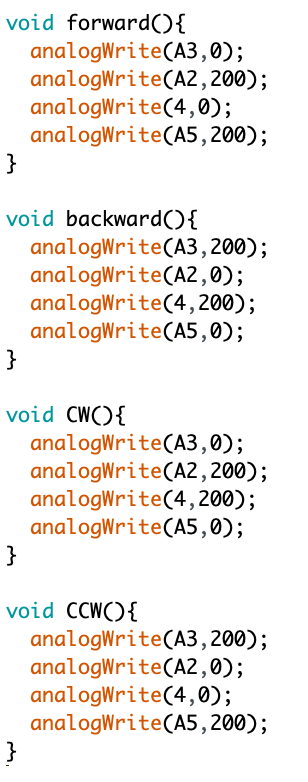 void forward(){
  analogWrite(A3,0);
  analogWrite(A2,200);
  analogWrite(4,0);
  analogWrite(A5,200);
}

void backward(){
  analogWrite(A3,200);
  analogWrite(A2,0);
  analogWrite(4,200);
  analogWrite(A5,0);
}

void CW(){
  analogWrite(A3,0);
  analogWrite(A2,200);
  analogWrite(4,200);
  analogWrite(A5,0);
}

void CCW(){
  analogWrite(A3,200);
  analogWrite(A2,0);
  analogWrite(4,0);
  analogWrite(A5,200);
}